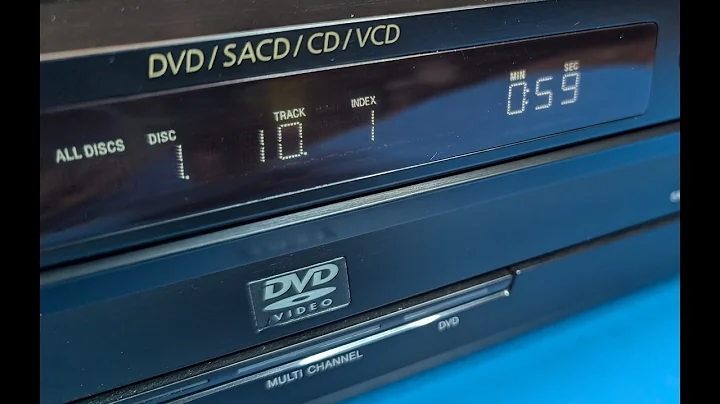 DVD / SACD / CD / VCD
ALL DISCS DISC TRACK INDEX MIN SEC
1. 10 1 0:59
DVD
VIDEO
MULTI CHANNEL DVD